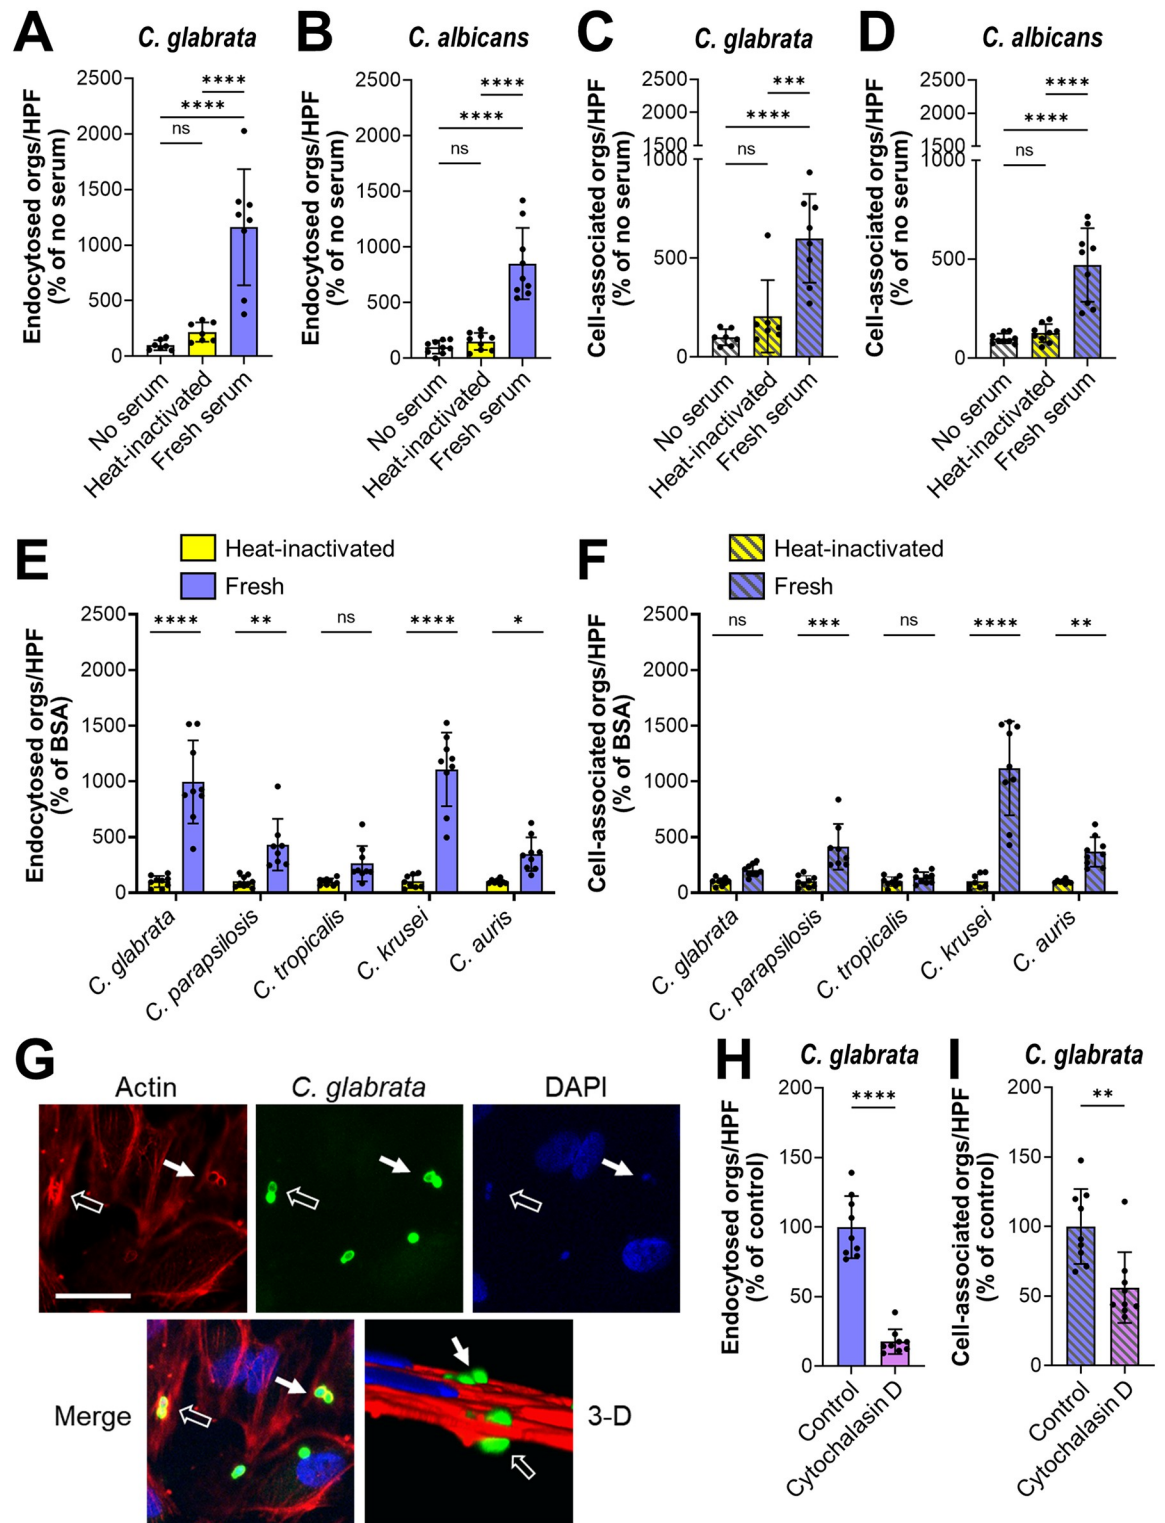 A
C. glabrata
Endocytosed orgs/HPF
(% of no serum)
2500
2000
1500
1000
500
0
****
****
ns
No serum
Heat-inactivated
Fresh serum
B
C. albicans
Endocytosed orgs/HPF
(% of no serum)
2500
2000
1500
1000
500
0
****
****
ns
No serum
Heat-inactivated
Fresh serum
C
C. glabrata
Cell-associated orgs/HPF
(% of no serum)
2500
2000
1500
1000
500
0
***
****
ns
No serum
Heat-inactivated
Fresh serum
D
C. albicans
Cell-associated orgs/HPF
(% of no serum)
2500
2000
1500
1000
500
0
****
****
ns
No serum
Heat-inactivated
Fresh serum
E
Heat-inactivated
Fresh
Endocytosed orgs/HPF
(% of BSA)
2500
2000
1500
1000
500
0
**** ** ns **** *
C. glabrata
C. parapsilosis
C. tropicalis
C. krusei
C. auris
F
Heat-inactivated
Fresh
Cell-associated orgs/HPF
(% of BSA)
2500
2000
1500
1000
500
0
ns *** ns **** **
C. glabrata
C. parapsilosis
C. tropicalis
C. krusei
C. auris
G
Actin
C. glabrata
DAPI
Merge
3-D
H
C. glabrata
Endocytosed orgs/HPF
(% of control)
200
150
100
50
0
****
Control
Cytochalasin D
I
C. glabrata
Cell-associated orgs/HPF
(% of control)
200
150
100
50
0
**
Control
Cytochalasin D